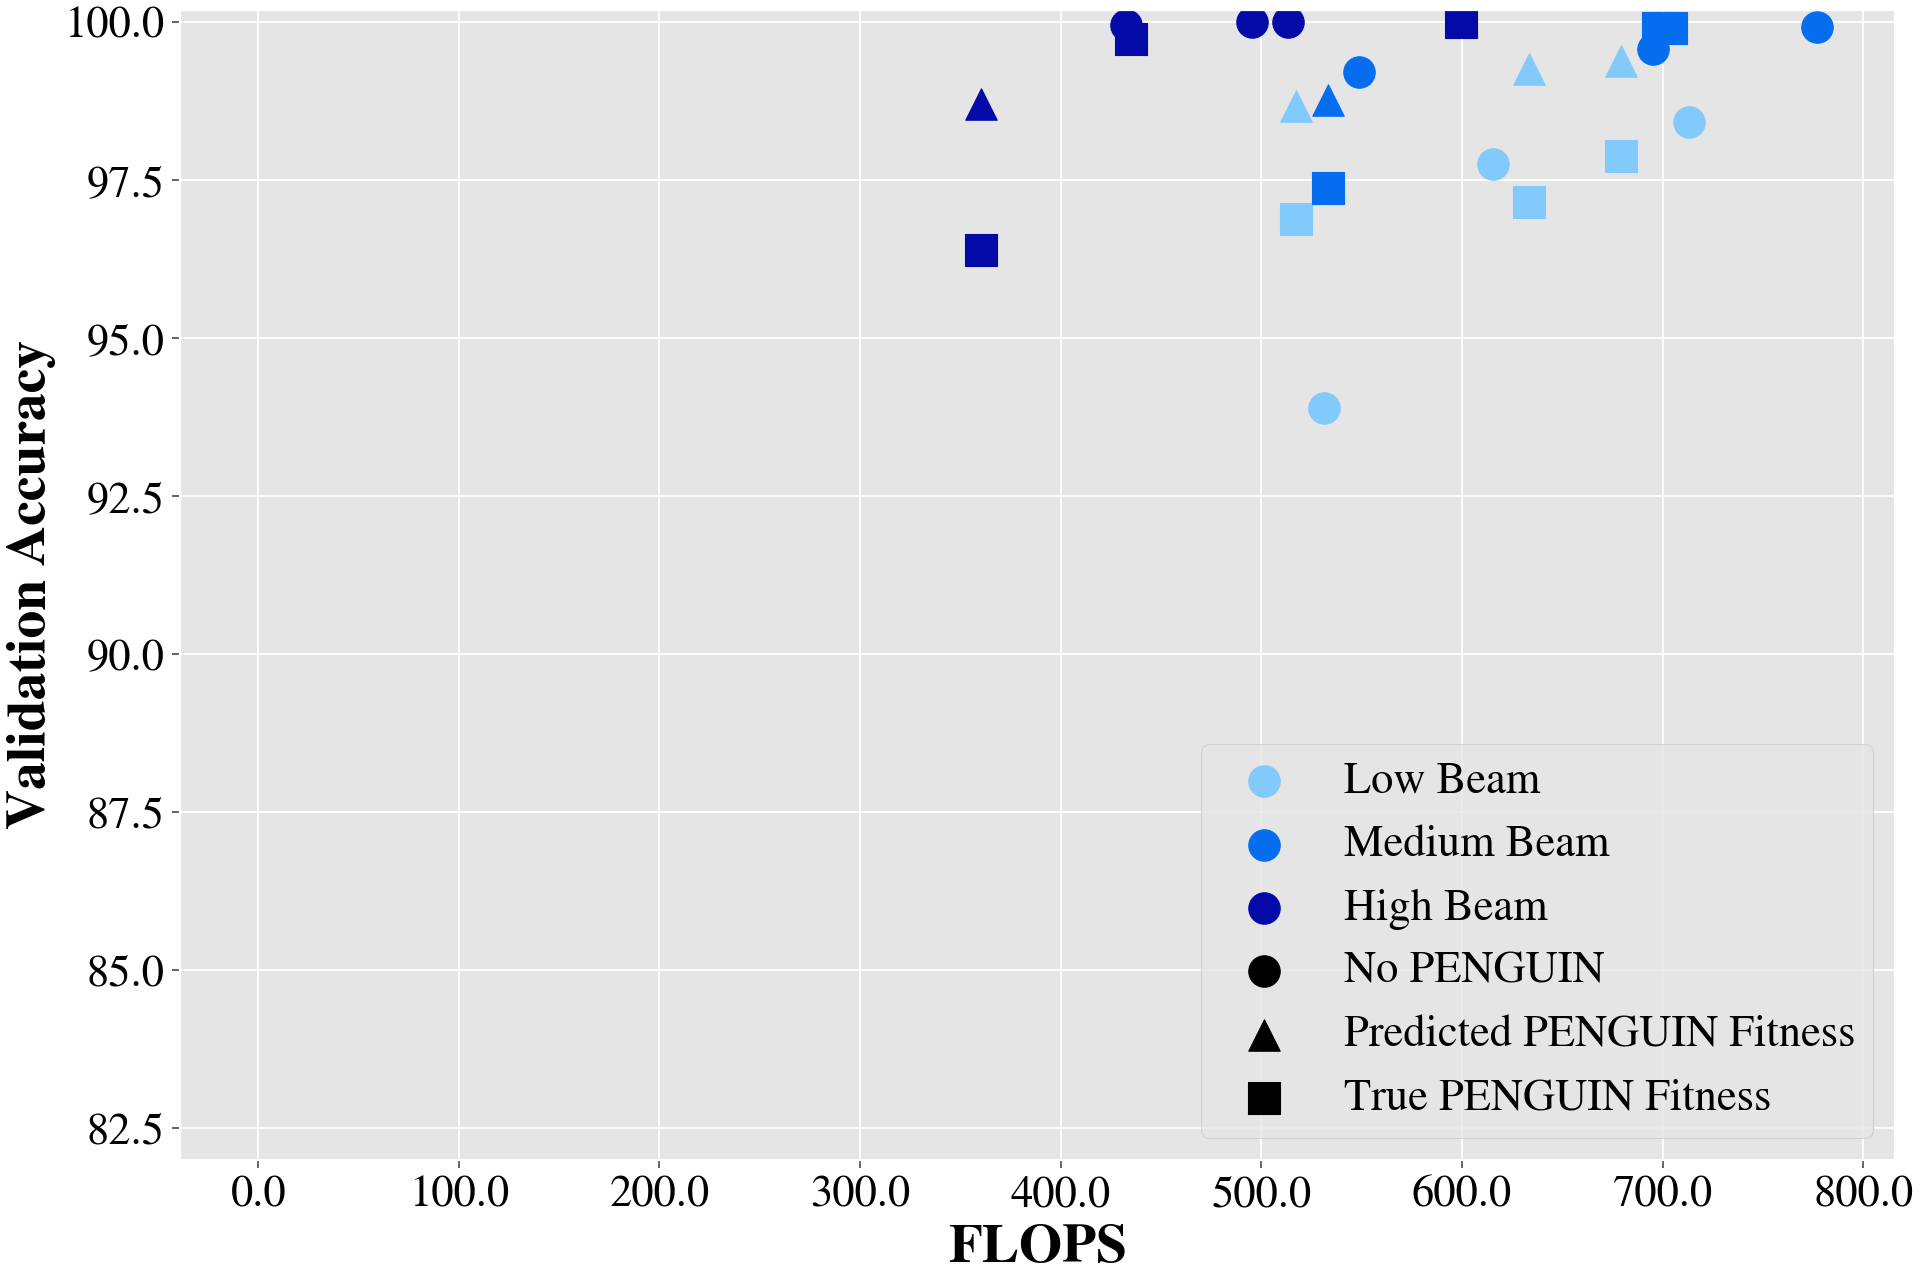 100.0
97.5
95.0
92.5
90.0
87.5
85.0
82.5
Validation Accuracy
0.0 100.0 200.0 300.0 400.0 500.0 600.0 700.0 800.0
FLOPS
Low Beam
Medium Beam
High Beam
No PENGUIN
Predicted PENGUIN Fitness
True PENGUIN Fitness